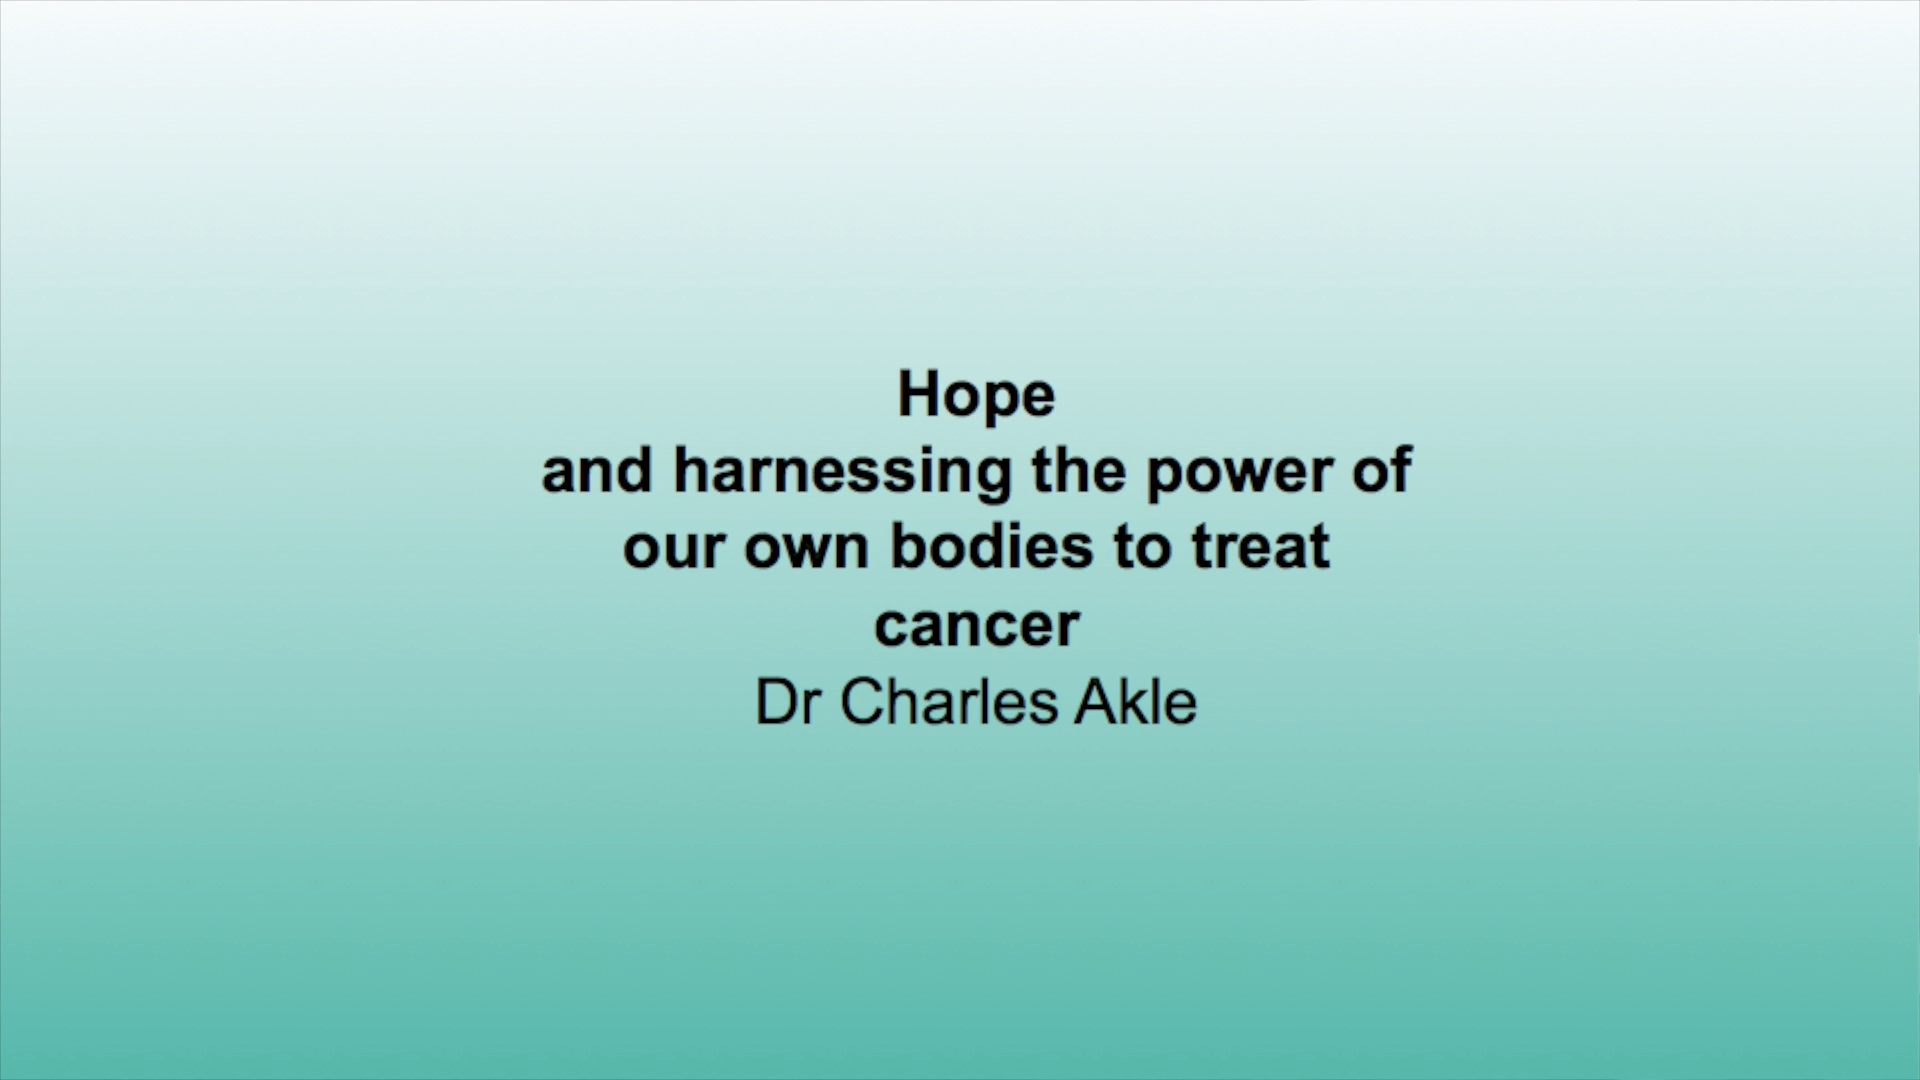 Hope
and harnessing the power of
our own bodies to treat
cancer
Dr Charles Akle